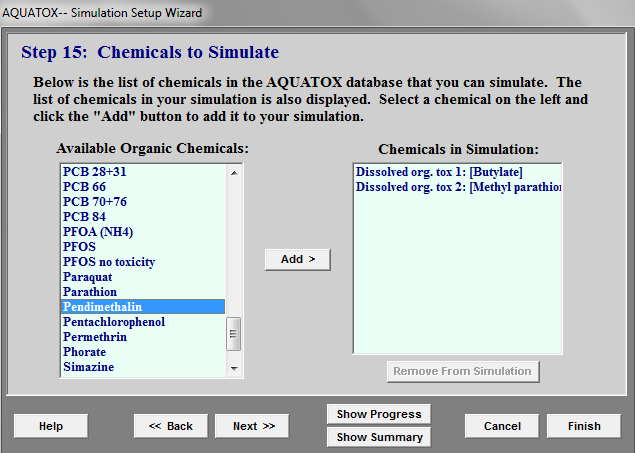 AQUATOX-- Simulation Setup Wizard
Step 15: Chemicals to Simulate
Below is the list of chemicals in the AQUATOX database that you can simulate. The
list of chemicals in your simulation is also displayed. Select a chemical on the left and
click the "Add" button to add it to your simulation.
Available Organic Chemicals:
PCB 28+31
PCB 66
PCB 70+76
PCB 84
PFOA (NH4)
PFOS
PFOS no toxicity
Paraquat
Parathion
Pendimethalin
Pentachlorophenol
Permethrin
Phorate
Simazine
Add >
Chemicals in Simulation:
Dissolved org. tox 1: [Butylate]
Dissolved org. tox 2: [Methyl parathion
Remove From Simulation
Help
<< Back
Next >>
Show Progress
Show Summary
Cancel
Finish